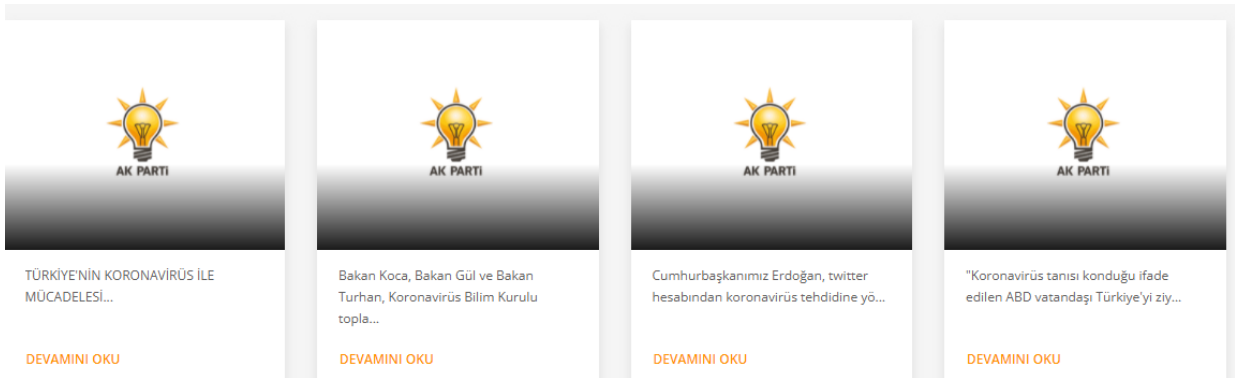 AK PARTİ
AK PARTİ
AK PARTİ
AK PARTİ
TÜRKİYE'NİN KORONAVİRÜS İLE
MÜCADELESİ...
DEVAMINI OKU
Bakan Koca, Bakan Gül ve Bakan
Turhan, Koronavirüs Bilim Kurulu
topla...
DEVAMINI OKU
Cumhurbaşkanımız Erdoğan, twitter
hesabından koronavirüs tehdidine yö...
DEVAMINI OKU
"Koronavirüs tanısı konduğu ifade
edilen ABD vatandaşı Türkiye'yi ziy...
DEVAMINI OKU